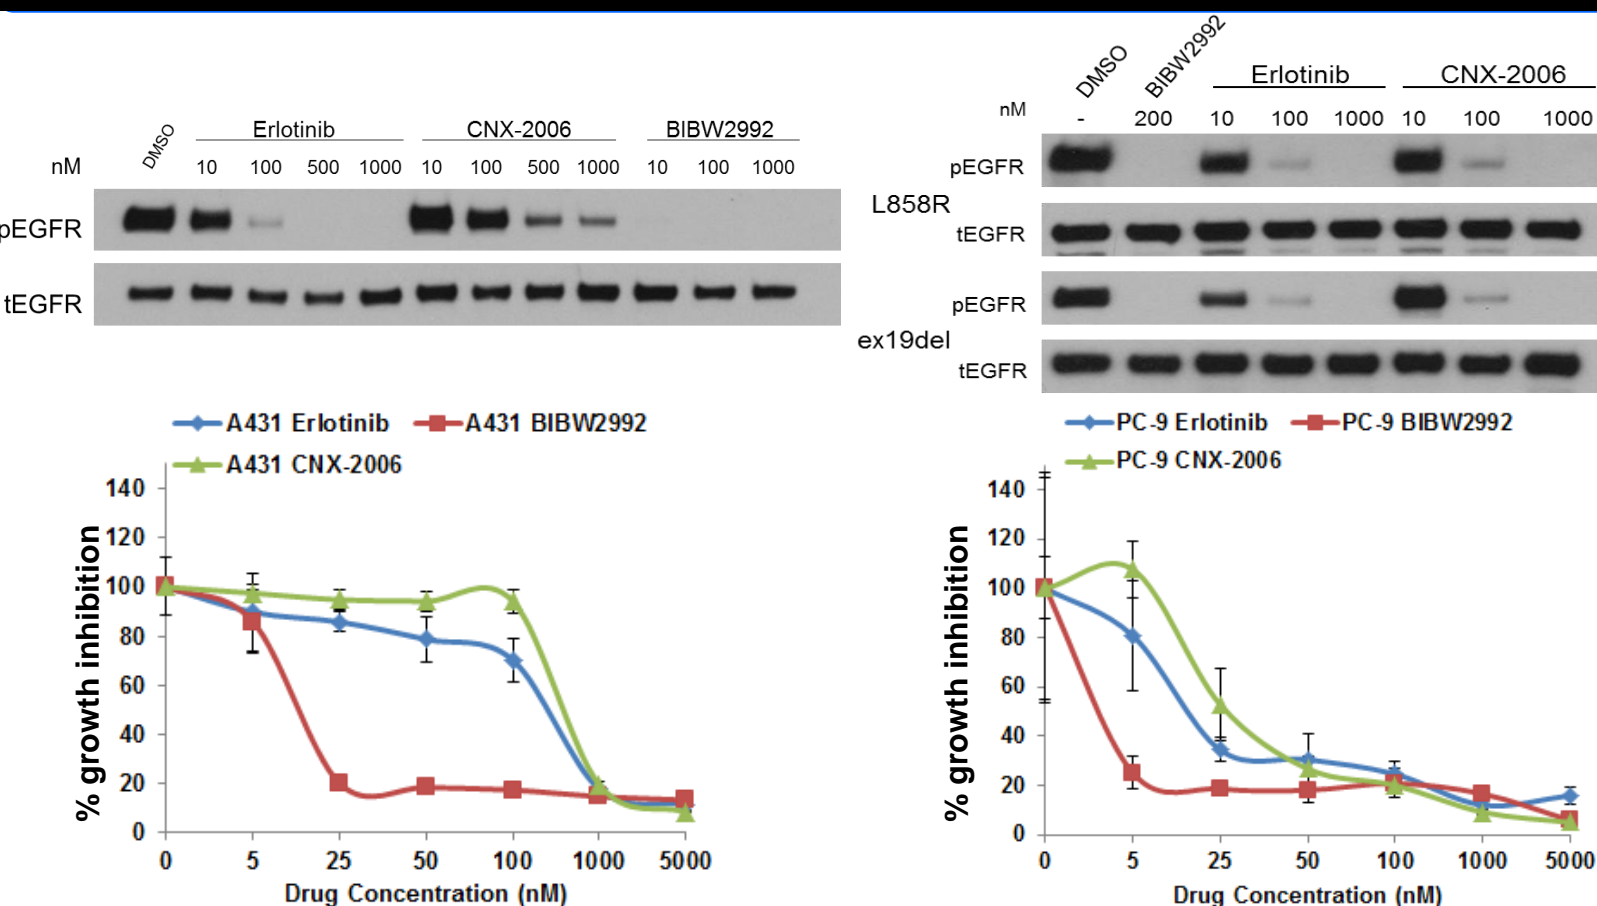 DMSO
Erlotinib
CNX-2006
BIBW2992
nM
10 100 500 1000 10 100 500 1000 10 100 1000
pEGFR
tEGFR
DMSO
BIBW2992
Erlotinib
CNX-2006
nM
- 200 10 100 1000 10 100 1000
pEGFR
L858R
tEGFR
pEGFR
ex19del
tEGFR
A431 Erlotinib
A431 BIBW2992
A431 CNX-2006
140
120
100
80
60
40
20
0
% growth inhibition
0 5 25 50 100 1000 5000
Drug Concentration (nM)
PC-9 Erlotinib
PC-9 BIBW2992
PC-9 CNX-2006
140
120
100
80
60
40
20
0
% growth inhibition
0 5 25 50 100 1000 5000
Drug Concentration (nM)